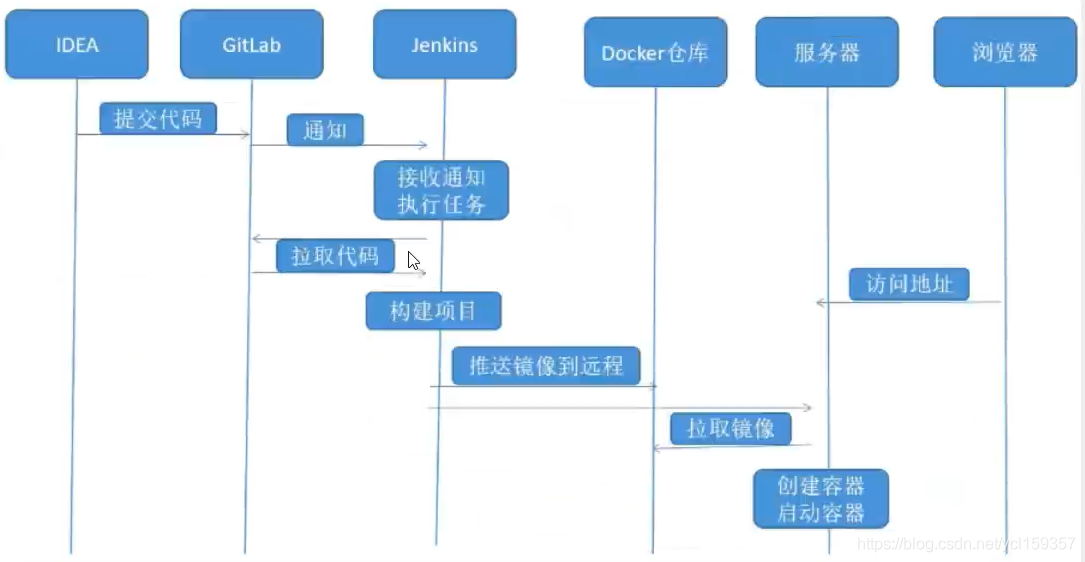 IDEA
GitLab
Jenkins
Docker仓库
服务器
浏览器
提交代码
通知
接收通知
执行任务
拉取代码
访问地址
构建项目
推送镜像到远程
拉取镜像
创建容器
启动容器
https://blog.csdn.net/ycl159357